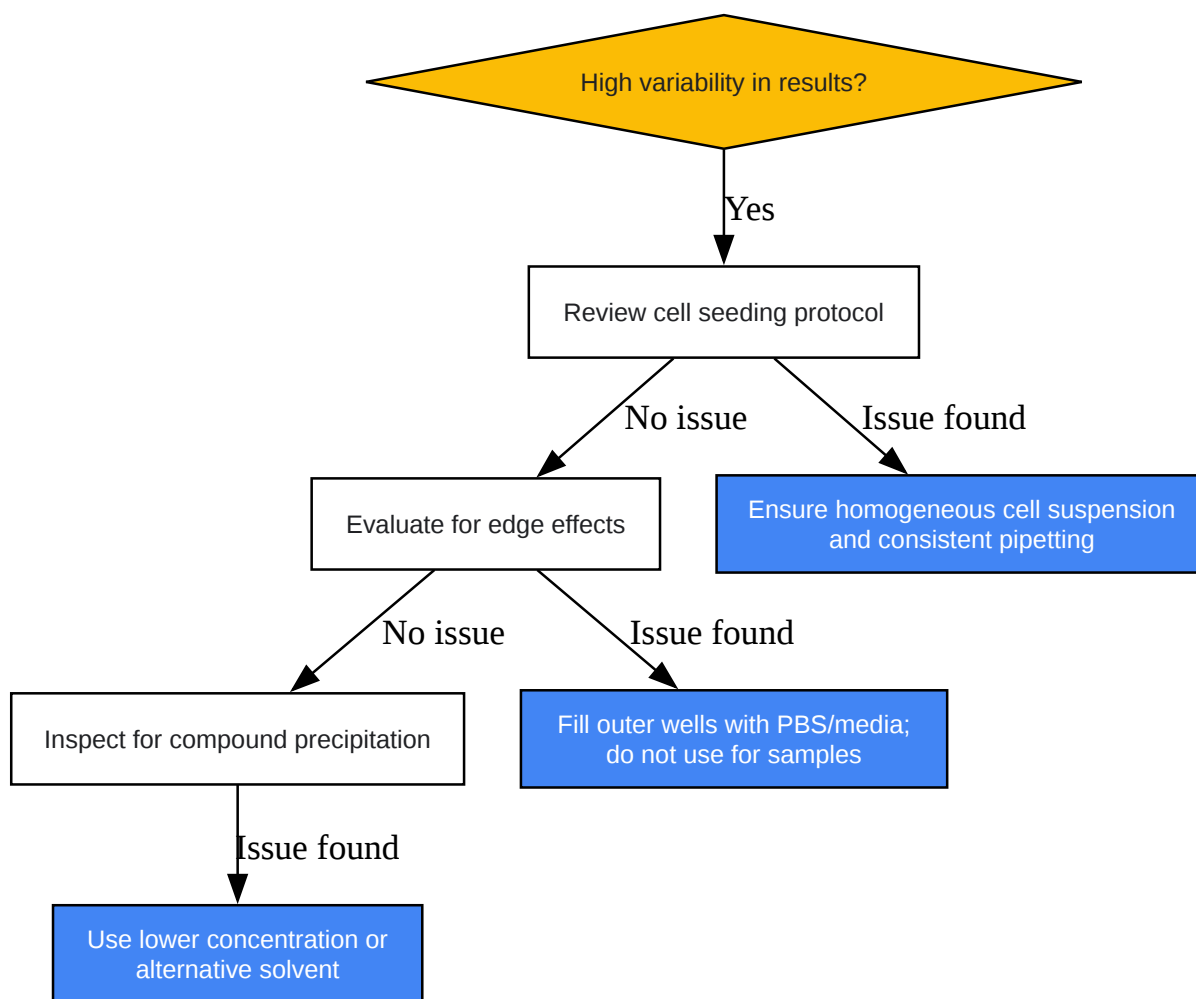 High variability in results?
Yes
Review cell seeding protocol
No issue
Issue found
Evaluate for edge effects
Ensure homogeneous cell suspension
and consistent pipetting
No issue
Issue found
Inspect for compound precipitation
Fill outer wells with PBS/media;
do not use for samples
Issue found
Use lower concentration or
alternative solvent